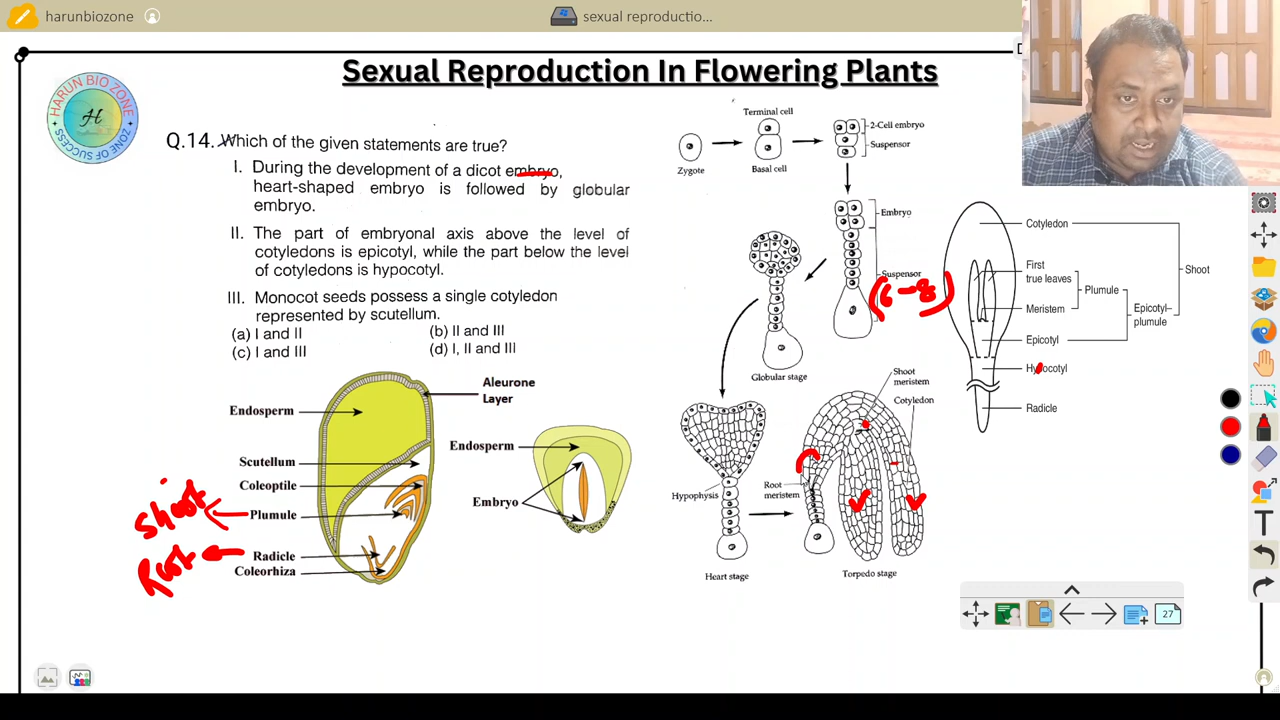 harunbiozone
sexual reproductio...
Sexual Reproduction In Flowering Plants
HARUN BIO ZONE
H
ZONE OF SUCCESS
Q.14. Which of the given statements are true?
I. During the development of a dicot embryo,
heart-shaped embryo is followed by globular
embryo.
II. The part of embryonal axis above the level of
cotyledons is epicotyl, while the part below the level
of cotyledons is hypocotyl.
III. Monocot seeds possess a single cotyledon
represented by scutellum.
(a) I and II
(b) II and III
(c) I and III
(d) I, II and III
Endosperm
Aleurone
Layer
Scutellum
Coleoptile
Plumule
Radicle
Coleorhiza
Shoot
Root
Endosperm
Embryo
Zygote
Terminal cell
Basal cell
2-Cell embryo
Suspensor
Embryo
Suspensor
(6-8)
Globular stage
Hypophysis
Heart stage
Shoot
meristem
Cotyledon
Root
meristem
Torpedo stage
Cotyledon
First
true leaves
Meristem
Plumule
Epicotyl
Epicotyl-
plumule
Shoot
Hypocotyl
Radicle
27
T